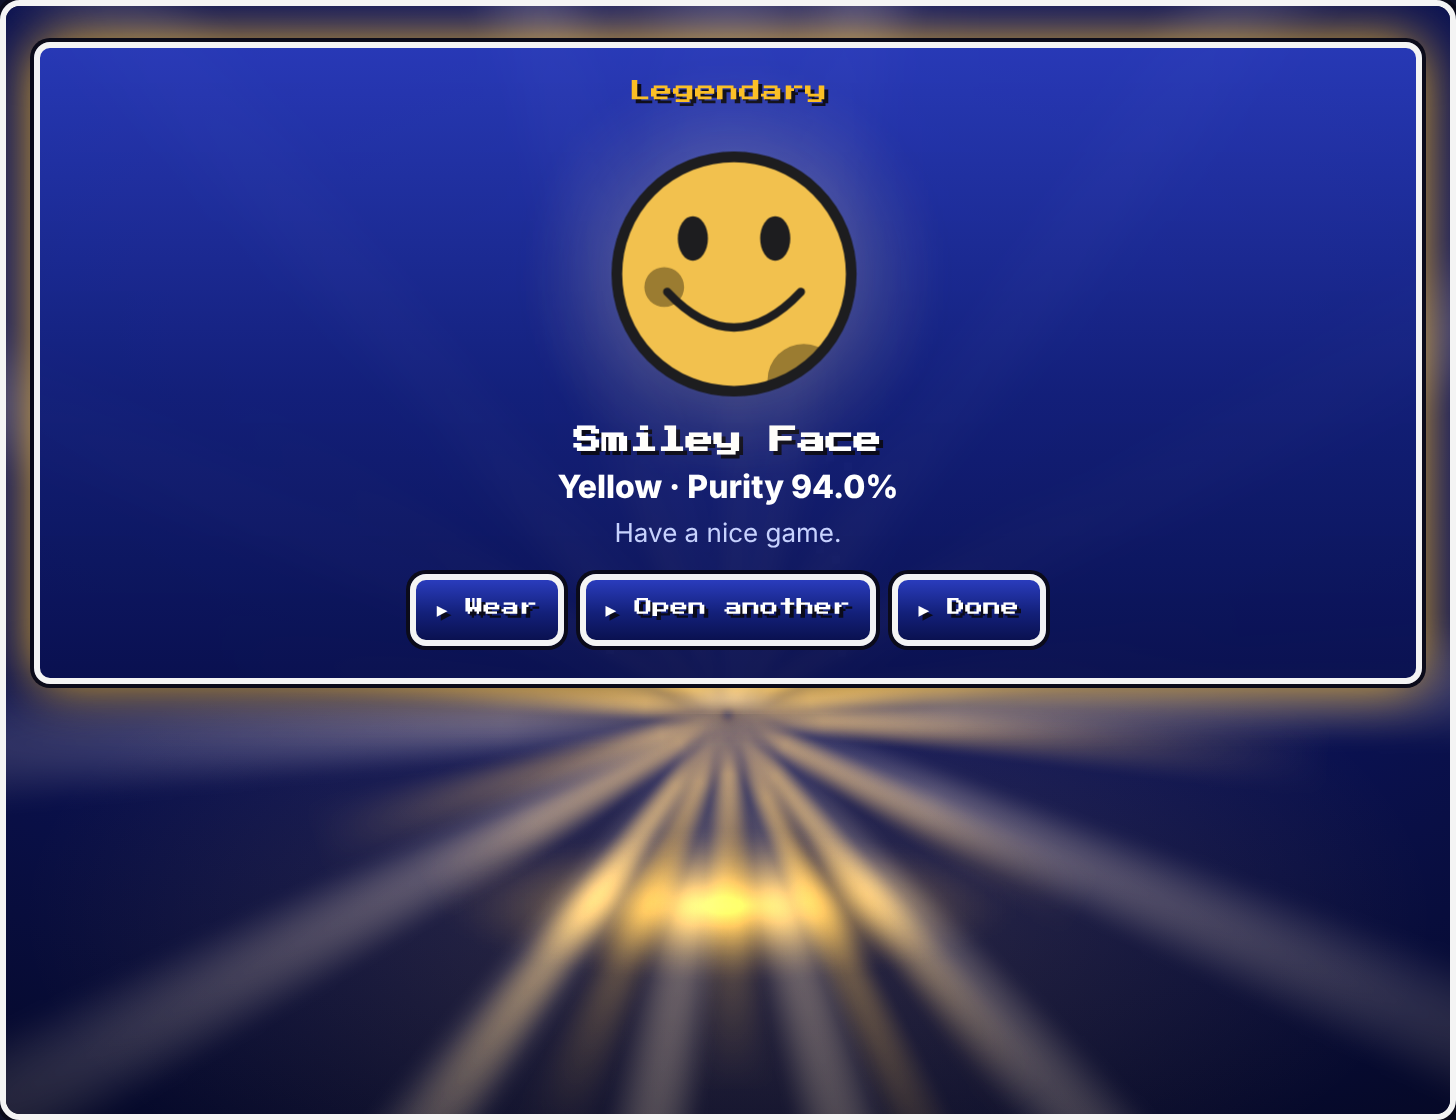 Legendary
Smiley Face
Yellow · Purity 94.0%
Have a nice game.
▸ Wear
▸ Open another
▸ Done